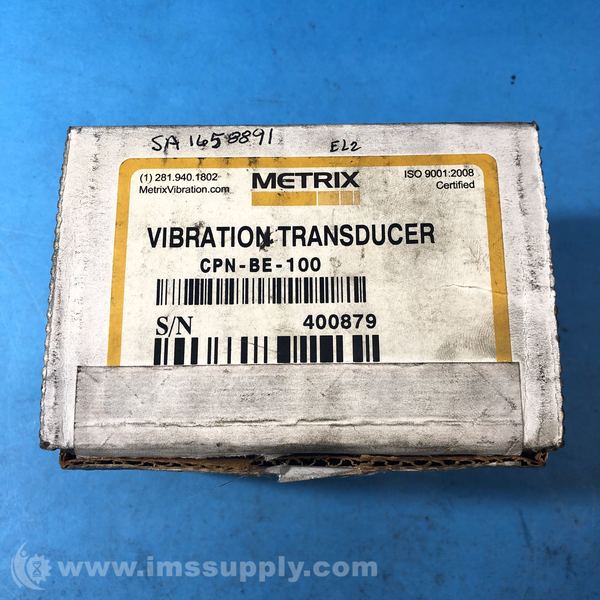 SA 1658891 EL2
(1) 281.940.1802
MetrixVibration.com
METRIX
ISO 9001:2008
Certified
VIBRATION TRANSDUCER
CPN-BE-100
S/N 400879
www.imssupply.com